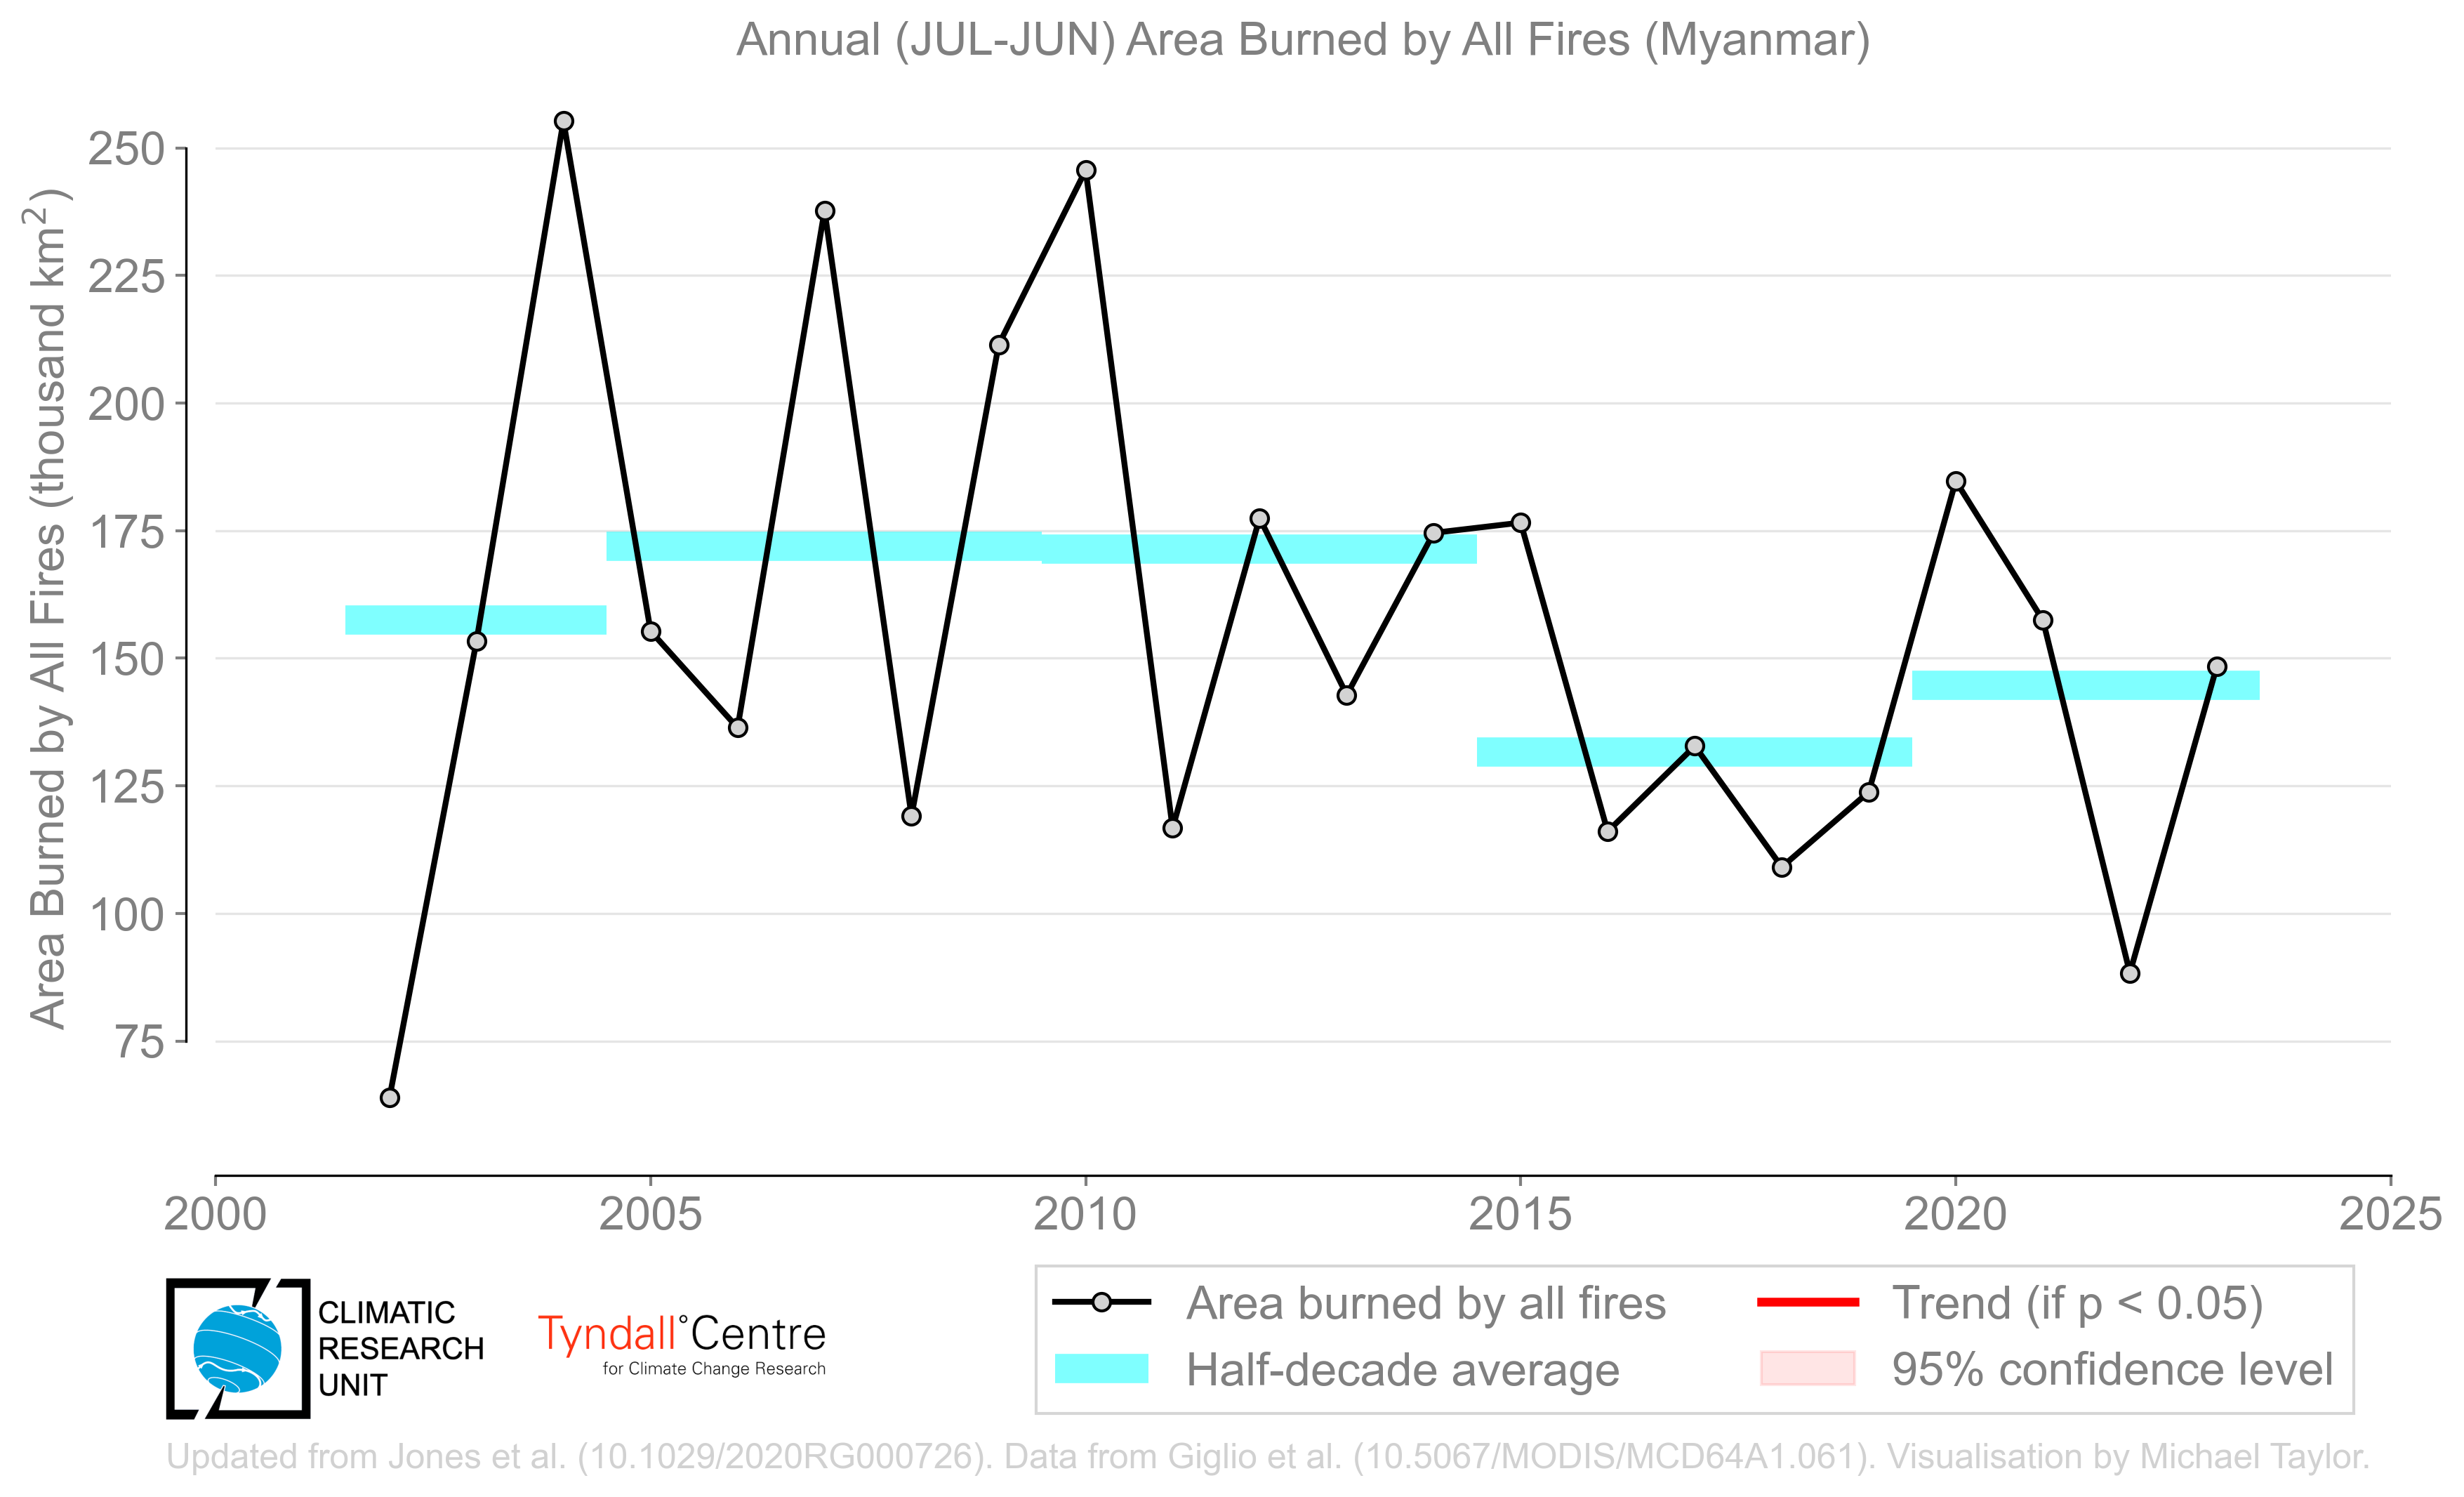 Annual (JUL-JUN) Area Burned by All Fires (Myanmar)
Area Burned by All Fires (thousand km²)
250
225
200
175
150
125
100
75
2000 2005 2010 2015 2020 2025
CLIMATIC
RESEARCH
UNIT
Tyndall°Centre
for Climate Change Research
Area burned by all fires
Half-decade average
Trend (if p < 0.05)
95% confidence level
Updated from Jones et al. (10.1029/2020RG000726). Data from Giglio et al. (10.5067/MODIS/MCD64A1.061). Visualisation by Michael Taylor.